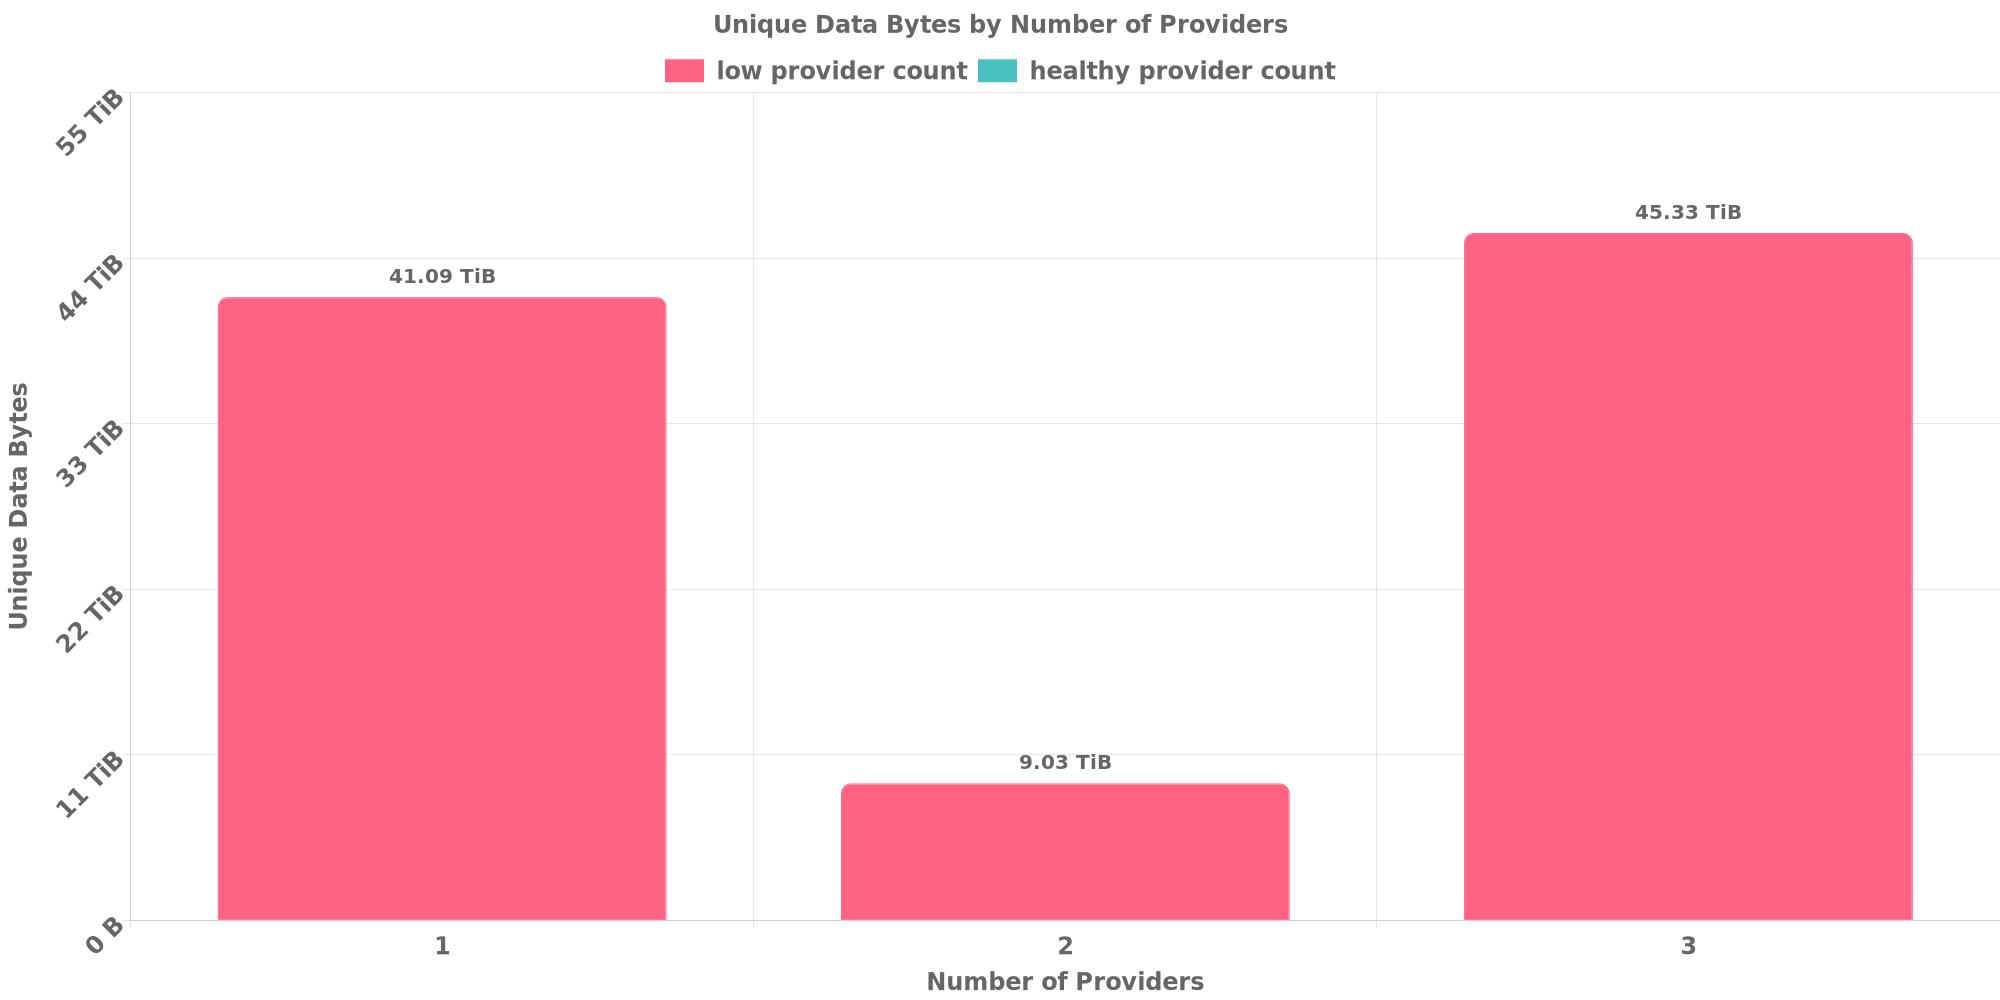 Unique Data Bytes by Number of Providers
low provider count healthy provider count
55 TiB
44 TiB
33 TiB
22 TiB
11 TiB
0 B
Unique Data Bytes
41.09 TiB
9.03 TiB
45.33 TiB
1 2 3
Number of Providers